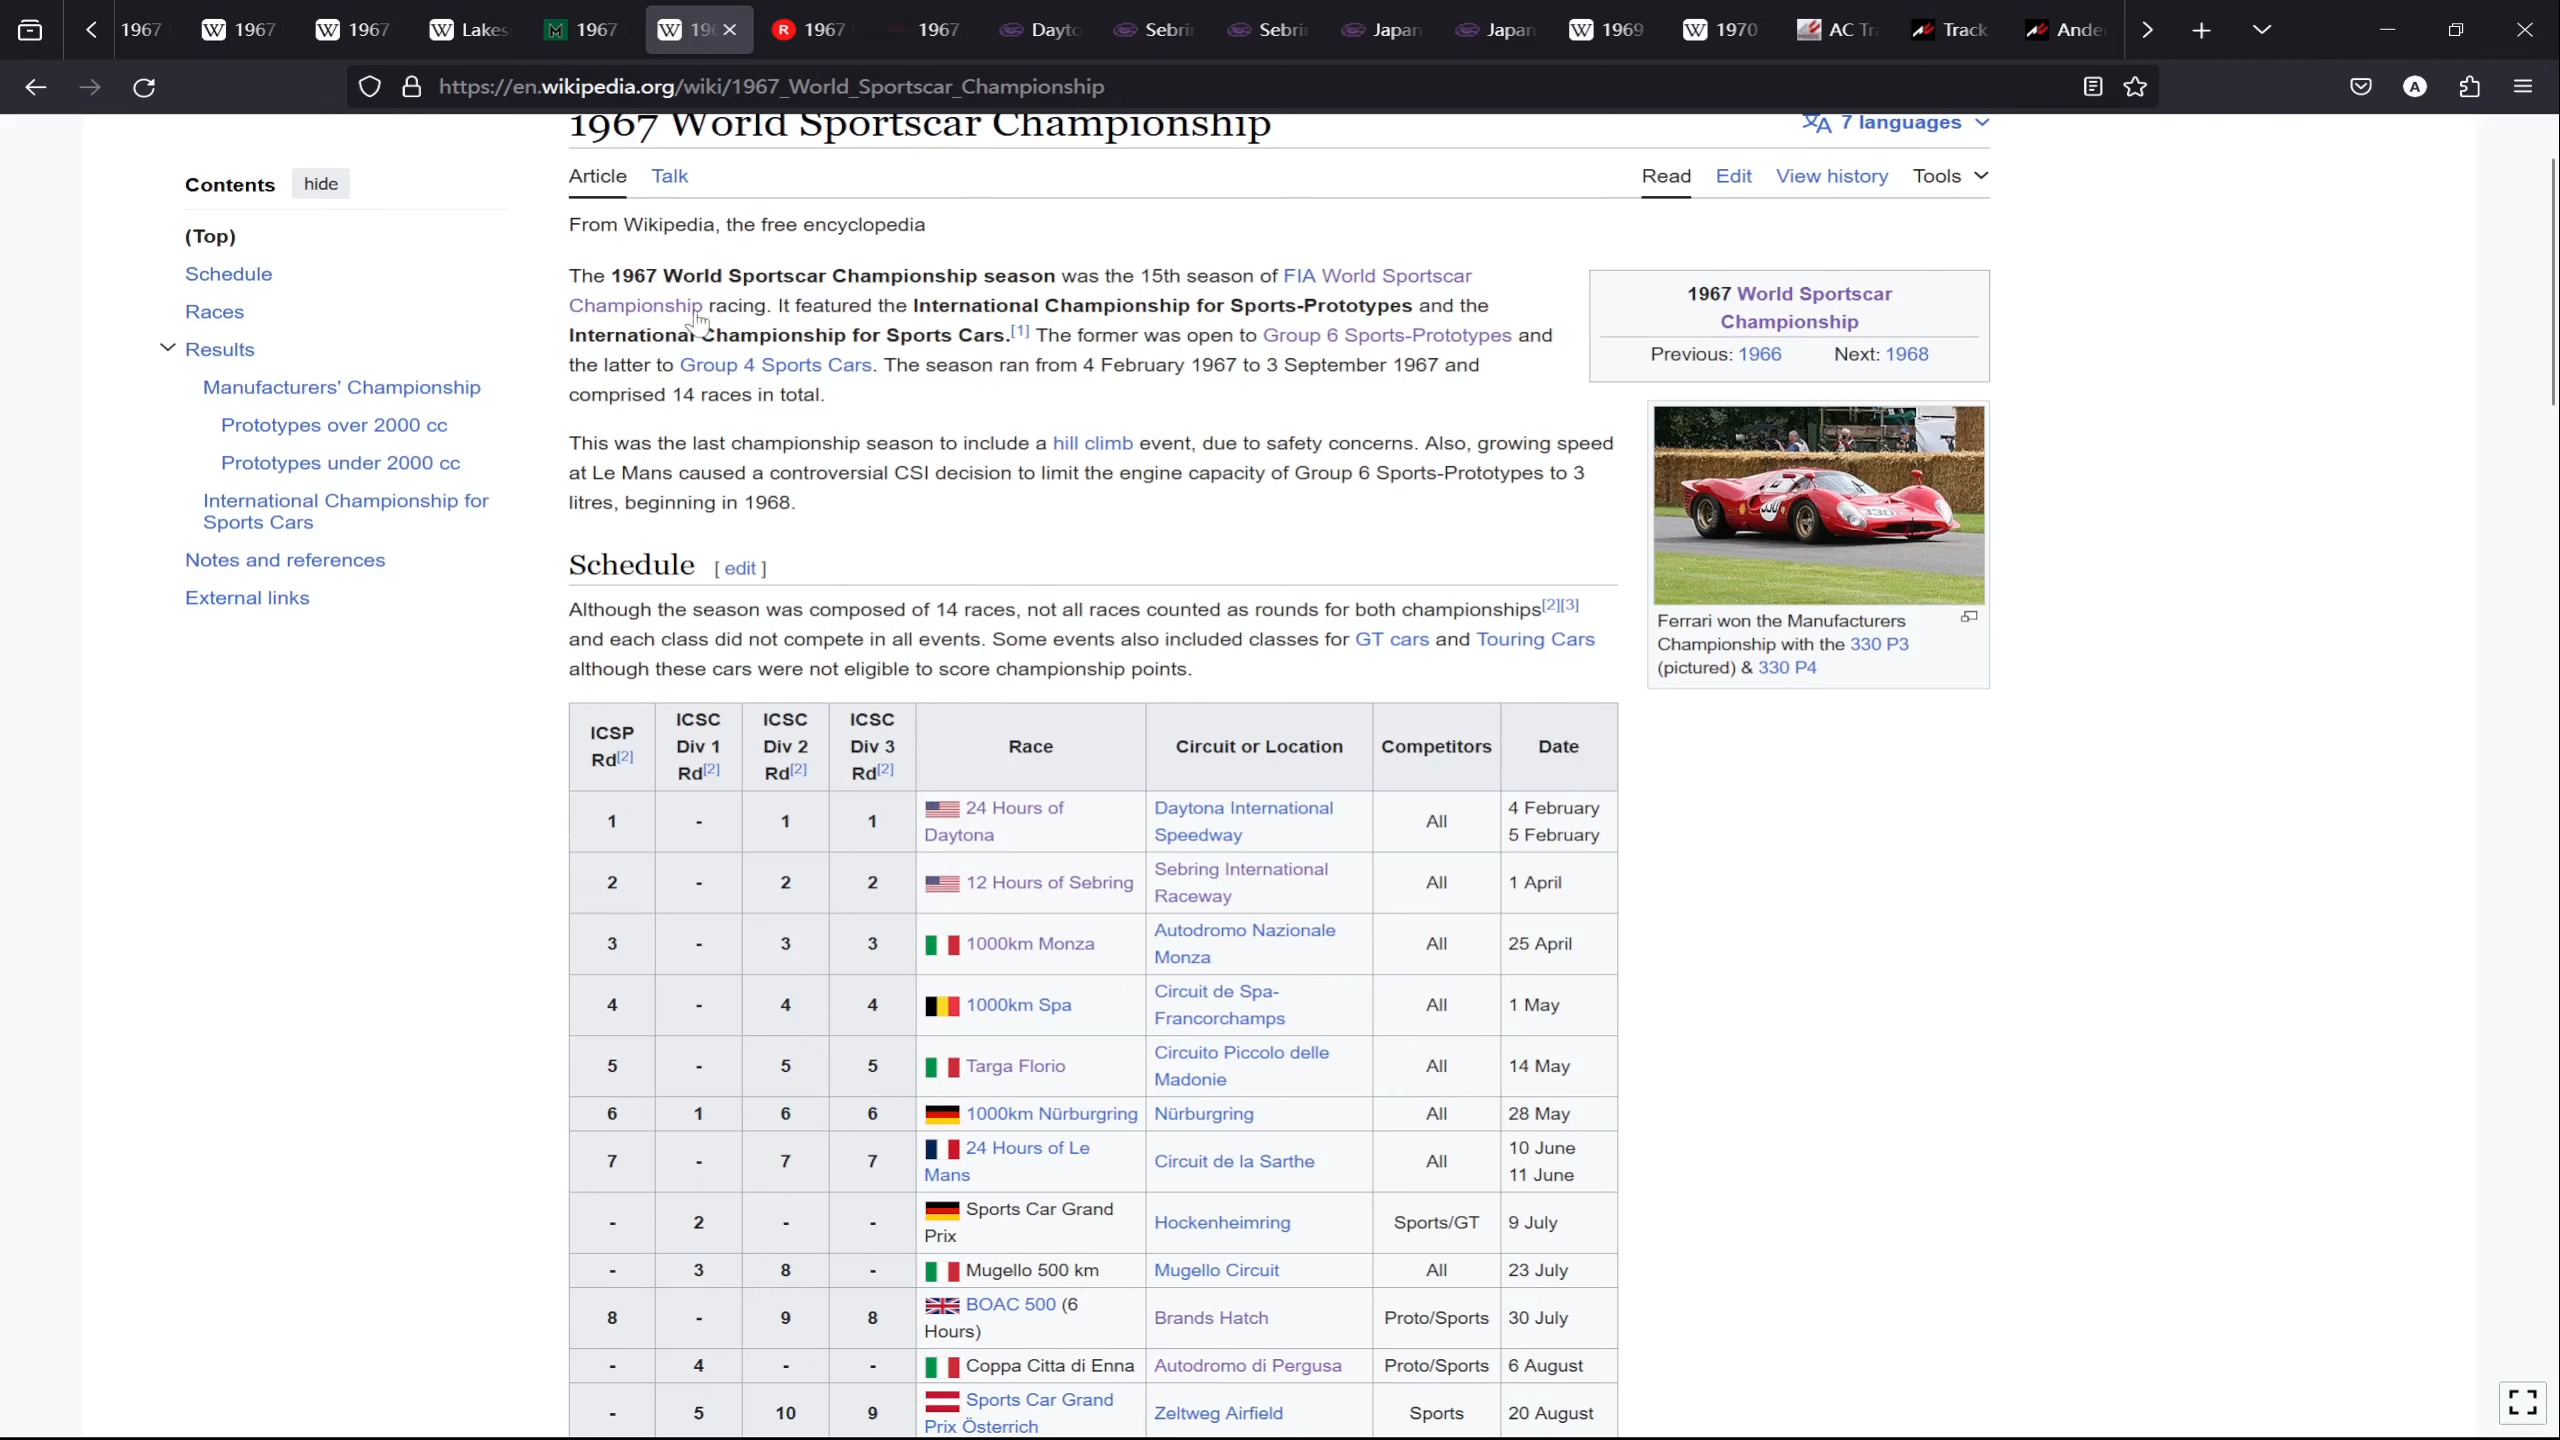 1967
1967
1967
Lakes
1967
196
1967
1967
Dayto
Sebrin
Sebrin
Japan
Japan
1969
1970
AC Tr
Track
Ande
https://en.wikipedia.org/wiki/1967_World_Sportscar_Championship
1967 World Sportscar Championship
7 languages
Contents hide
(Top)
Schedule
Races
Results
Manufacturers' Championship
Prototypes over 2000 cc
Prototypes under 2000 cc
International Championship for
Sports Cars
Notes and references
External links
Article Talk
Read Edit View history Tools
From Wikipedia, the free encyclopedia
The 1967 World Sportscar Championship season was the 15th season of FIA World Sportscar
Championship racing. It featured the International Championship for Sports-Prototypes and the
International Championship for Sports Cars.[1] The former was open to Group 6 Sports-Prototypes and
the latter to Group 4 Sports Cars. The season ran from 4 February 1967 to 3 September 1967 and
comprised 14 races in total.
This was the last championship season to include a hill climb event, due to safety concerns. Also, growing speed
at Le Mans caused a controversial CSI decision to limit the engine capacity of Group 6 Sports-Prototypes to 3
litres, beginning in 1968.
1967 World Sportscar
Championship
Previous: 1966 Next: 1968
330
330
Ferrari won the Manufacturers
Championship with the 330 P3
(pictured) & 330 P4
Schedule [ edit ]
Although the season was composed of 14 races, not all races counted as rounds for both championships[2][3]
and each class did not compete in all events. Some events also included classes for GT cars and Touring Cars
although these cars were not eligible to score championship points.
ICSP Rd[2] ICSC Div 1 Rd[2] ICSC Div 2 Rd[2] ICSC Div 3 Rd[2] Race Circuit or Location Competitors Date
1 - 1 1 24 Hours of Daytona Daytona International Speedway All 4 February 5 February
2 - 2 2 12 Hours of Sebring Sebring International Raceway All 1 April
3 - 3 3 1000km Monza Autodromo Nazionale Monza All 25 April
4 - 4 4 1000km Spa Circuit de Spa-Francorchamps All 1 May
5 - 5 5 Targa Florio Circuito Piccolo delle Madonie All 14 May
6 1 6 6 1000km Nürburgring Nürburgring All 28 May
7 - 7 7 24 Hours of Le Mans Circuit de la Sarthe All 10 June 11 June
- 2 - - Sports Car Grand Prix Hockenheimring Sports/GT 9 July
- 3 8 - Mugello 500 km Mugello Circuit All 23 July
8 - 9 8 BOAC 500 (6 Hours) Brands Hatch Proto/Sports 30 July
- 4 - - Coppa Citta di Enna Autodromo di Pergusa Proto/Sports 6 August
- 5 10 9 Sports Car Grand Prix Österrich Zeltweg Airfield Sports 20 August